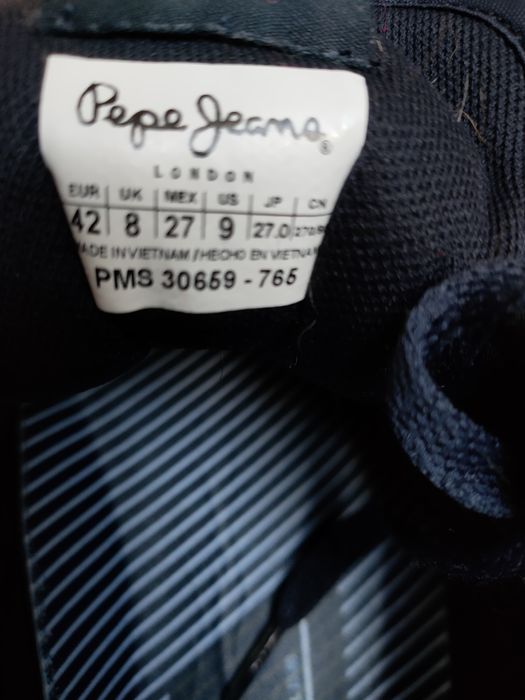 Pepe Jeans®
LONDON
EUR UK MEX US JP CN
42 8 27 9 27.0
MADE IN VIETNAM / HECHO EN VIETNAM
PMS 30659 - 765